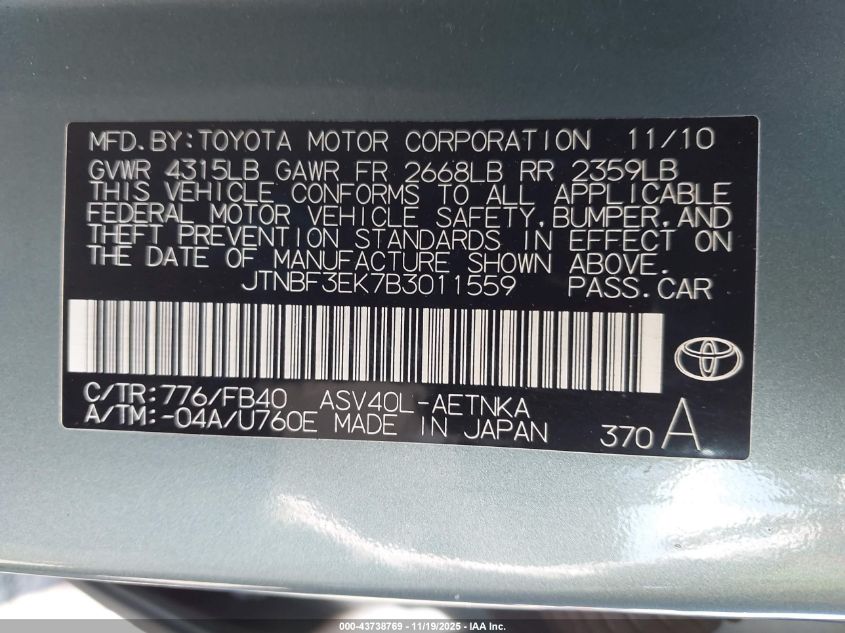 MFD.BY:TOYOTA MOTOR CORPORATION 11/10
GVWR 4315LB GAWR FR 2668LB RR 2359LB
THIS VEHICLE CONFORMS TO ALL APPLICABLE
FEDERAL MOTOR VEHICLE SAFETY,BUMPER,AND
THEFT PREVENTION STANDARDS IN EFFECT ON
THE DATE OF MANUFACTURE SHOWN ABOVE.
JTNBF3EK7B3011559 PASS.CAR
C/TR:776/FB40 ASV40L-AETNKA
A/TM:-04A/U760E MADE IN JAPAN 370 A
000-43738769 - 11/19/2025 - IAA Inc.